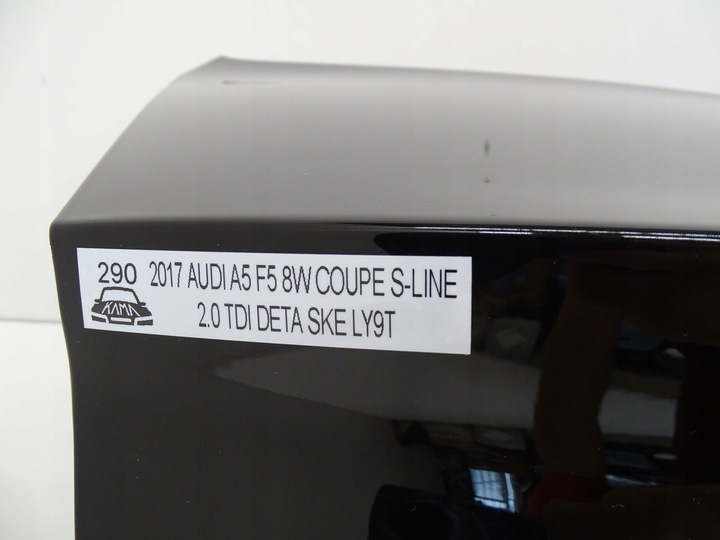 290 2017 AUDI A5 F5 8W COUPE S-LINE
KAMA 2.0 TDI DETA SKE LY9T